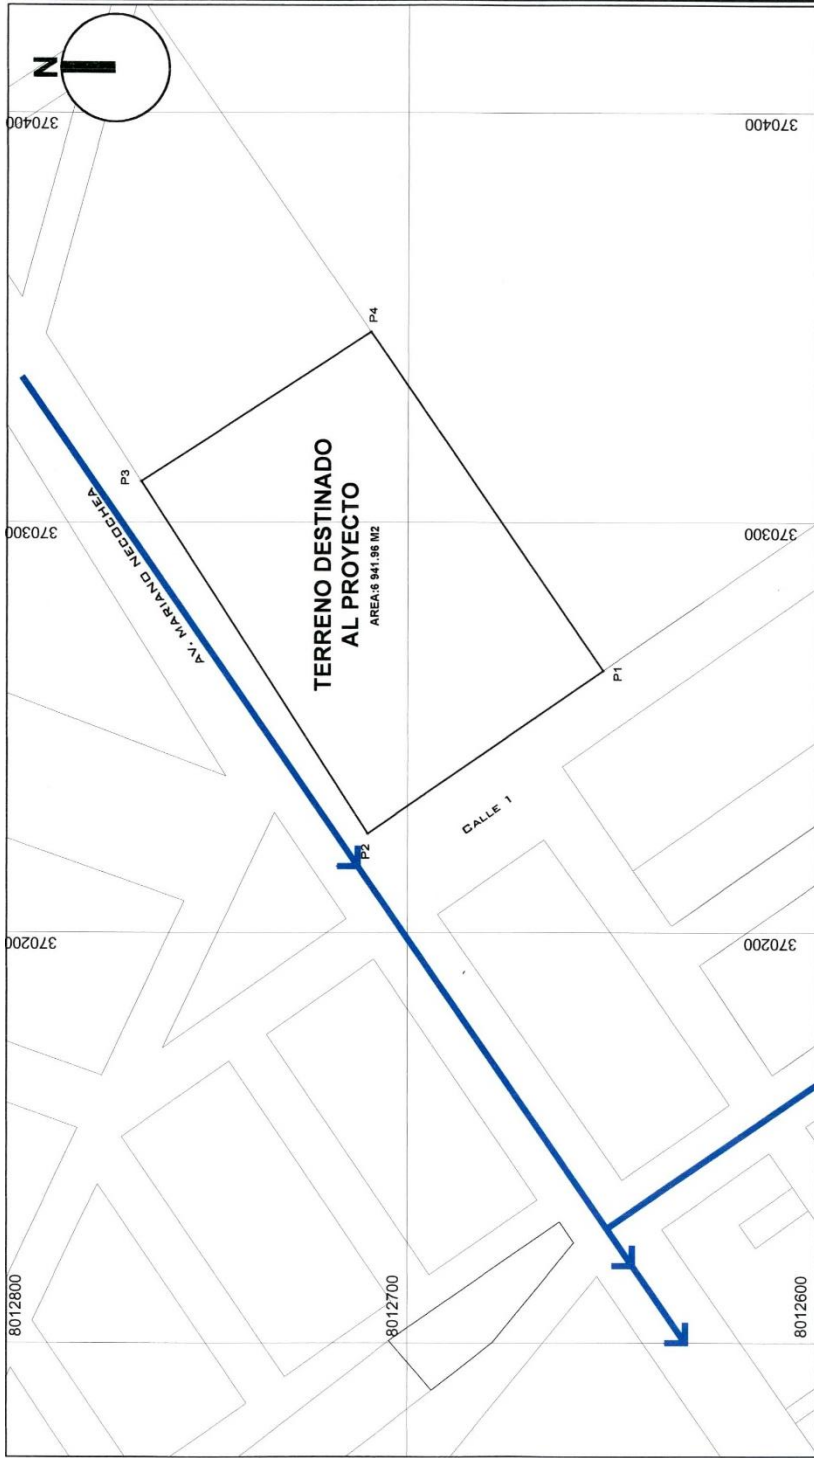 N
370400
370400
P4
P3
AV. MARIANO NECOCHEA
370300
370300
TERRENO DESTINADO
AL PROYECTO
AREA:6 941.96 M2
P1
P2
CALLE 1
370200
370200
8012800
8012700
8012600